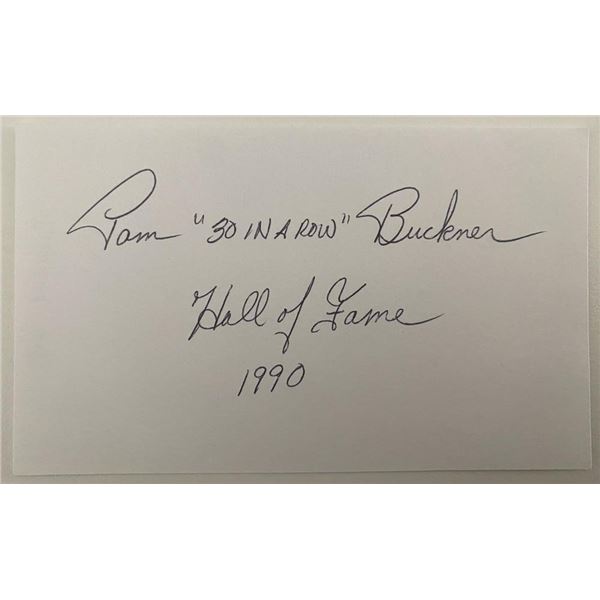 Pam "30 IN A ROW" Buckner
Hall of Fame
1990